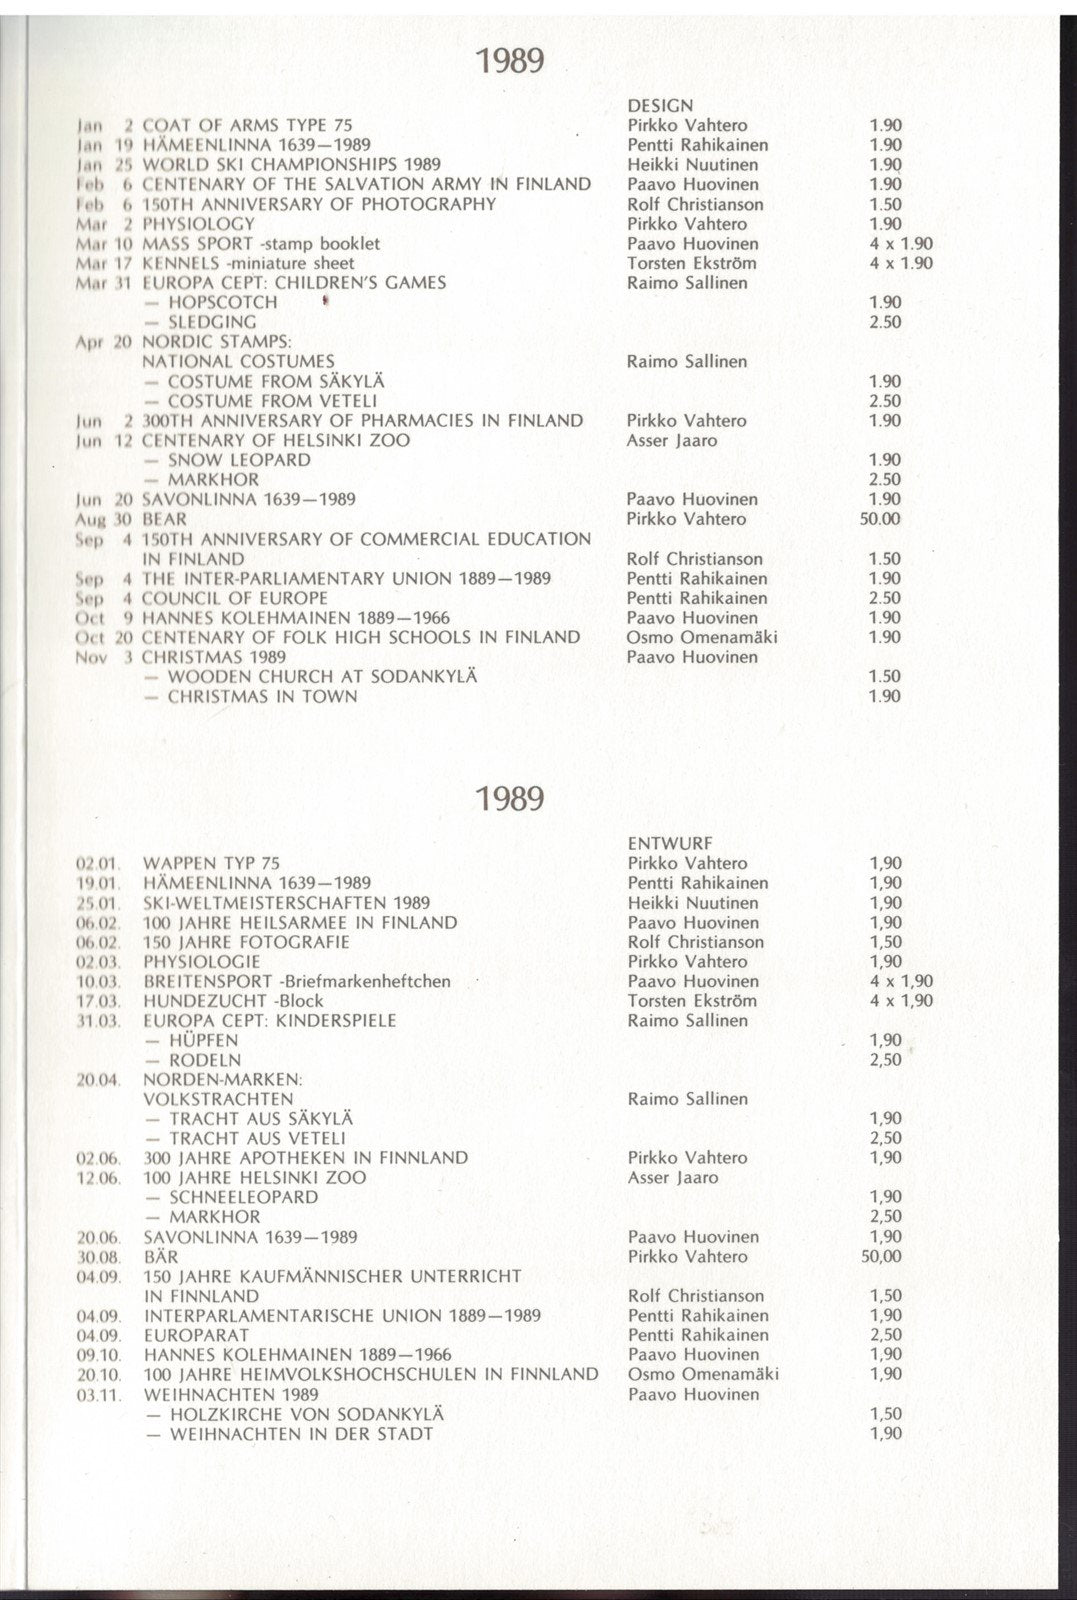 1989
DESIGN
Jan 2 COAT OF ARMS TYPE 75 Pirkko Vahtero 1.90
Jan 19 HÄMEENLINNA 1639—1989 Pentti Rahikainen 1.90
Jan 25 WORLD SKI CHAMPIONSHIPS 1989 Heikki Nuutinen 1.90
Feb 6 CENTENARY OF THE SALVATION ARMY IN FINLAND Paavo Huovinen 1.90
Feb 6 150TH ANNIVERSARY OF PHOTOGRAPHY Rolf Christianson 1.50
Mar 2 PHYSIOLOGY Pirkko Vahtero 1.90
Mar 10 MASS SPORT -stamp booklet Paavo Huovinen 4 x 1.90
Mar 17 KENNELS -miniature sheet Torsten Ekström 4 x 1.90
Mar 31 EUROPA CEPT: CHILDREN'S GAMES Raimo Sallinen
— HOPSCOTCH 1.90
— SLEDGING 2.50
Apr 20 NORDIC STAMPS:
NATIONAL COSTUMES Raimo Sallinen
— COSTUME FROM SÄKYLÄ 1.90
— COSTUME FROM VETELI 2.50
Jun 2 300TH ANNIVERSARY OF PHARMACIES IN FINLAND Pirkko Vahtero 1.90
Jun 12 CENTENARY OF HELSINKI ZOO Asser Jaaro
— SNOW LEOPARD 1.90
— MARKHOR 2.50
Jun 20 SAVONLINNA 1639—1989 Paavo Huovinen 1.90
Aug 30 BEAR Pirkko Vahtero 50.00
Sep 4 150TH ANNIVERSARY OF COMMERCIAL EDUCATION
IN FINLAND Rolf Christianson 1.50
Sep 4 THE INTER-PARLIAMENTARY UNION 1889—1989 Pentti Rahikainen 1.90
Sep 4 COUNCIL OF EUROPE Pentti Rahikainen 2.50
Oct 9 HANNES KOLEHMAINEN 1889—1966 Paavo Huovinen 1.90
Oct 20 CENTENARY OF FOLK HIGH SCHOOLS IN FINLAND Osmo Omenamäki 1.90
Nov 3 CHRISTMAS 1989 Paavo Huovinen
— WOODEN CHURCH AT SODANKYLÄ 1.50
— CHRISTMAS IN TOWN 1.90
1989
ENTWURF
02.01. WAPPEN TYP 75 Pirkko Vahtero 1,90
19.01. HÄMEENLINNA 1639—1989 Pentti Rahikainen 1,90
25.01. SKI-WELTMEISTERSCHAFTEN 1989 Heikki Nuutinen 1,90
06.02. 100 JAHRE HEILSARMEE IN FINLAND Paavo Huovinen 1,90
06.02. 150 JAHRE FOTOGRAFIE Rolf Christianson 1,50
02.03. PHYSIOLOGIE Pirkko Vahtero 1,90
10.03. BREITENSPORT -Briefmarkenheftchen Paavo Huovinen 4 x 1,90
17.03. HUNDEZUCHT -Block Torsten Ekström 4 x 1,90
31.03. EUROPA CEPT: KINDERSPIELE Raimo Sallinen
— HÜPFEN 1,90
— RODELN 2,50
20.04. NORDEN-MARKEN:
VOLKSTRACHTEN Raimo Sallinen
— TRACHT AUS SÄKYLÄ 1,90
— TRACHT AUS VETELI 2,50
02.06. 300 JAHRE APOTHEKEN IN FINNLAND Pirkko Vahtero 1,90
12.06. 100 JAHRE HELSINKI ZOO Asser Jaaro
— SCHNEELEOPARD 1,90
— MARKHOR 2,50
20.06. SAVONLINNA 1639—1989 Paavo Huovinen 1,90
30.08. BÄR Pirkko Vahtero 50,00
04.09. 150 JAHRE KAUFMÄNNISCHER UNTERRICHT
IN FINNLAND Rolf Christianson 1,50
04.09. INTERPARLAMENTARISCHE UNION 1889—1989 Pentti Rahikainen 1,90
04.09. EUROPARAT Pentti Rahikainen 2,50
09.10. HANNES KOLEHMAINEN 1889—1966 Paavo Huovinen 1,90
20.10. 100 JAHRE HEIMVOLKSHOCHSCHULEN IN FINNLAND Osmo Omenamäki 1,90
03.11. WEIHNACHTEN 1989 Paavo Huovinen
— HOLZKIRCHE VON SODANKYLÄ 1,50
— WEIHNACHTEN IN DER STADT 1,90